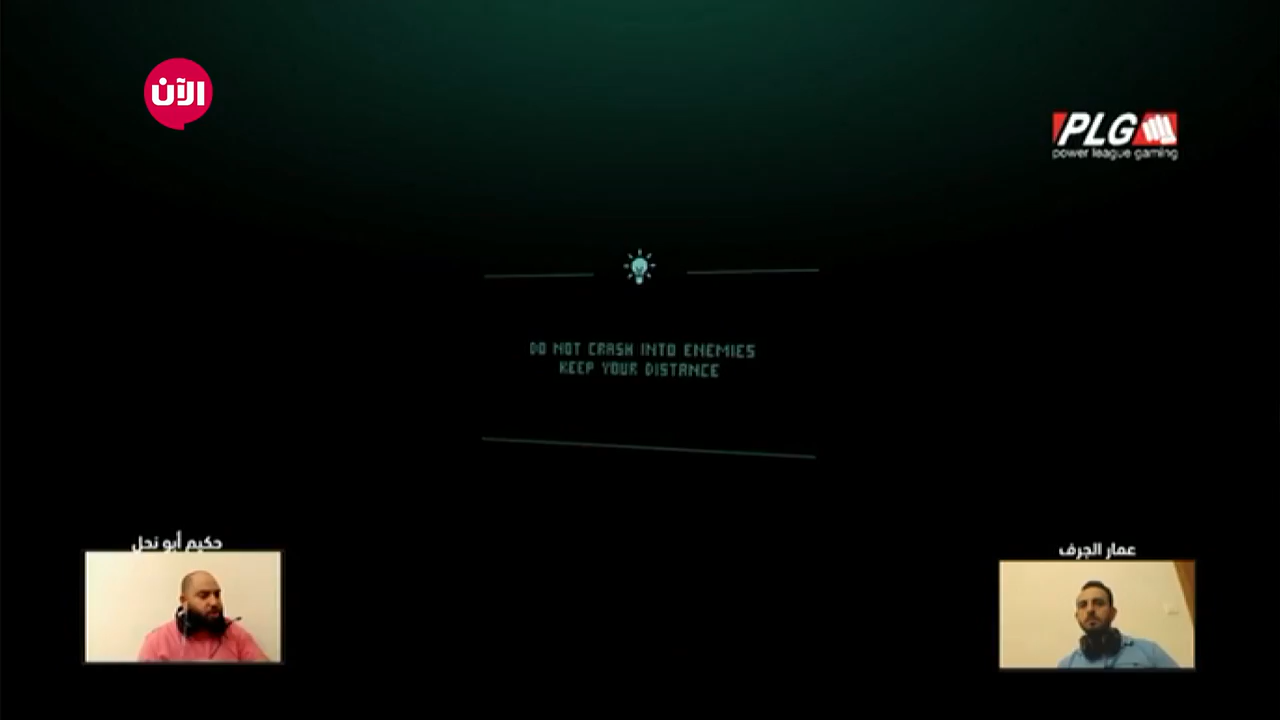 الآن
PLG
power league gaming
DO NOT CRASH INTO ENEMIES
KEEP YOUR DISTANCE
حكيم أبو نحل
عمار الجرف